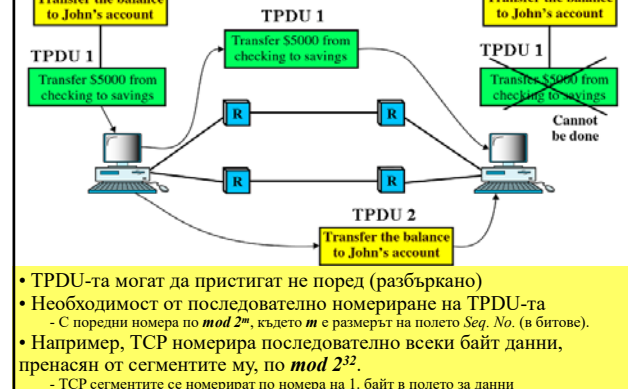 Transfer the balance
to John's account
TPDU 1
Transfer $5000 from
checking to savings
TPDU 1
Transfer $5000 from
checking to savings
Transfer the balance
to John's account
TPDU 1
Transfer $5000 from
checking to savings
Cannot
be done
R
R
R
R
TPDU 2
Transfer the balance
to John's account
• TPDU-та могат да пристигат не поред (разбъркано)
• Необходимост от последователно номериране на TPDU-та
- С поредни номера по mod 2ᵐ, където m е размерът на полето Seq. No. (в битове).
• Например, TCP номерира последователно всеки байт данни,
пренасян от сегментите му, по mod 2³².
- TCP сегментите се номерират по номера на 1. байт в полето за данни